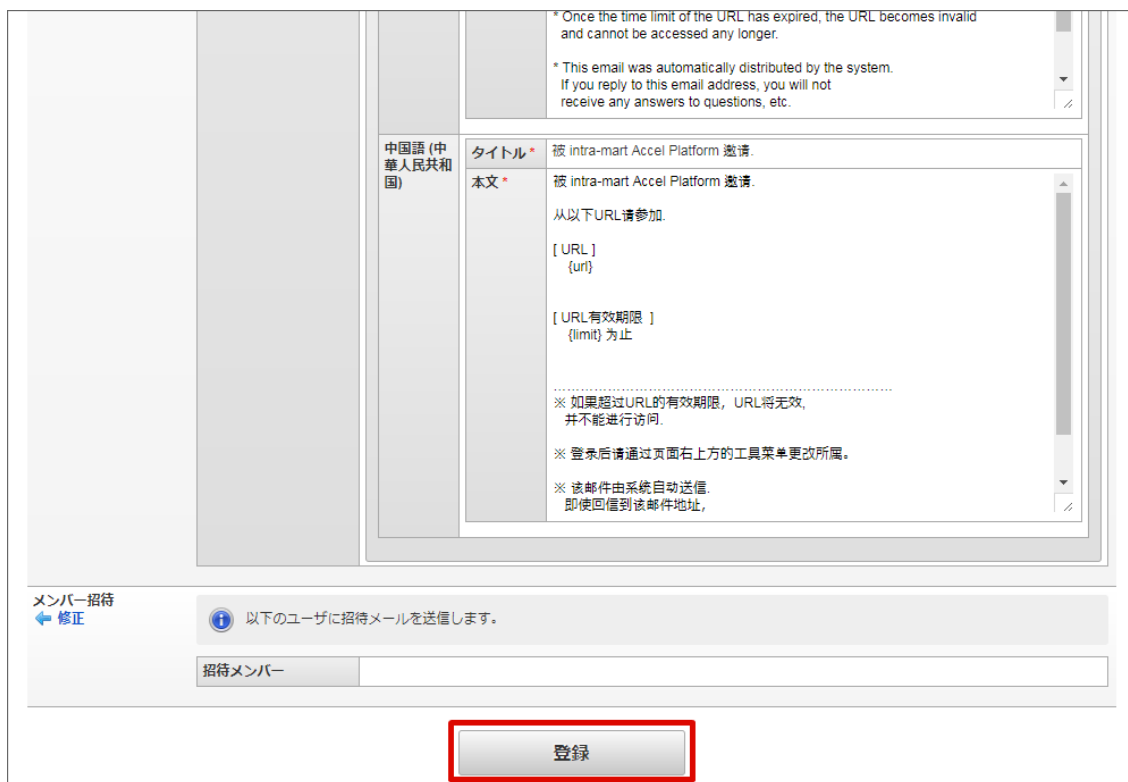 * Once the time limit of the URL has expired, the URL becomes invalid
and cannot be accessed any longer.
* This email was automatically distributed by the system.
If you reply to this email address, you will not
receive any answers to questions, etc.
中国語 (中
華人民共和
国)
タイトル *
被 intra-mart Accel Platform 邀请.
本文 *
被 intra-mart Accel Platform 邀请.
从以下URL请参加.
[ URL ]
{url}
[ URL有效期限 ]
{limit} 为止
...........................................................................
※ 如果超过URL的有效期限，URL将无效,
并不能进行访问.
※ 登录后请通过页面右上方的工具菜单更改所属。
※ 该邮件由系统自动送信.
即使回信到该邮件地址，
メンバー招待
修正
以下のユーザに招待メールを送信します。
招待メンバー
登録